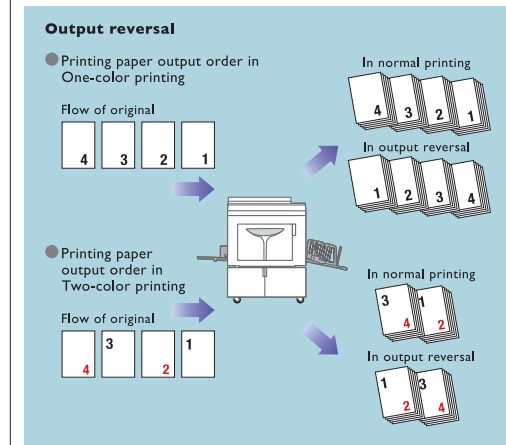 Output reversal
Printing paper output order in
One-color printing
Flow of original
4 3 2 1
In normal printing
4 3 2 1
In output reversal
1 2 3 4
Printing paper
output order in
Two-color printing
Flow of original
4 3 2 1
In normal printing
3 4 1 2
In output reversal
1 2 3 4